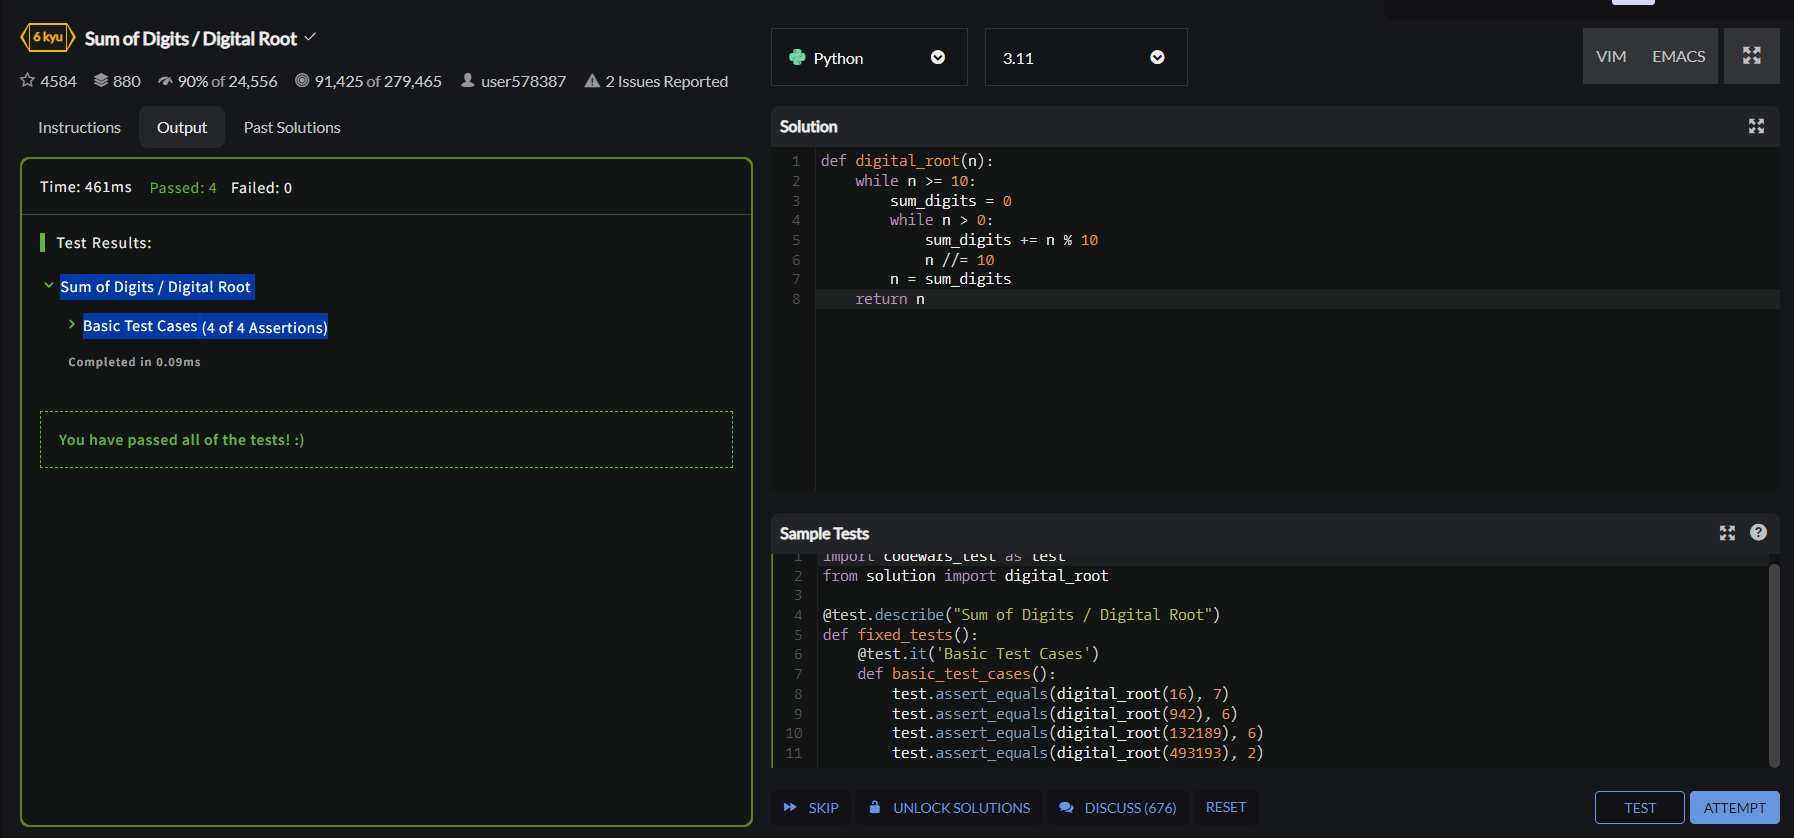 6 kyu Sum of Digits / Digital Root
4584 880 90% of 24,556 91,425 of 279,465 user578387 2 Issues Reported
Instructions Output Past Solutions
Time: 461ms Passed: 4 Failed: 0
Test Results:
Sum of Digits / Digital Root
Basic Test Cases (4 of 4 Assertions)
Completed in 0.09ms
You have passed all of the tests! :)
Python 3.11 VIM EMACS
Solution
1 def digital_root(n):
2     while n >= 10:
3         sum_digits = 0
4         while n > 0:
5             sum_digits += n % 10
6             n //= 10
7         n = sum_digits
8     return n
Sample Tests
1 import codewars_test as test
2 from solution import digital_root
3
4 @test.describe("Sum of Digits / Digital Root")
5 def fixed_tests():
6     @test.it('Basic Test Cases')
7     def basic_test_cases():
8         test.assert_equals(digital_root(16), 7)
9         test.assert_equals(digital_root(942), 6)
10         test.assert_equals(digital_root(132189), 6)
11         test.assert_equals(digital_root(493193), 2)
SKIP UNLOCK SOLUTIONS DISCUSS (676) RESET TEST ATTEMPT